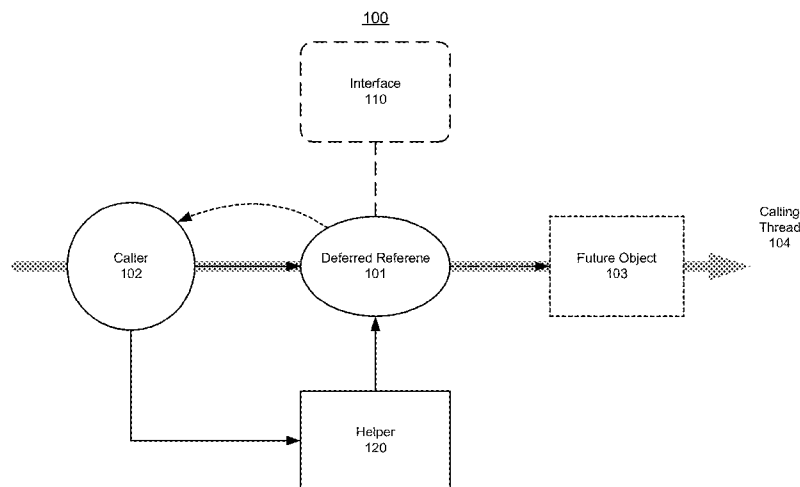 100
Interface
110
Caller
102
Deferred Referene
101
Future Object
103
Calling
Thread
104
Helper
120